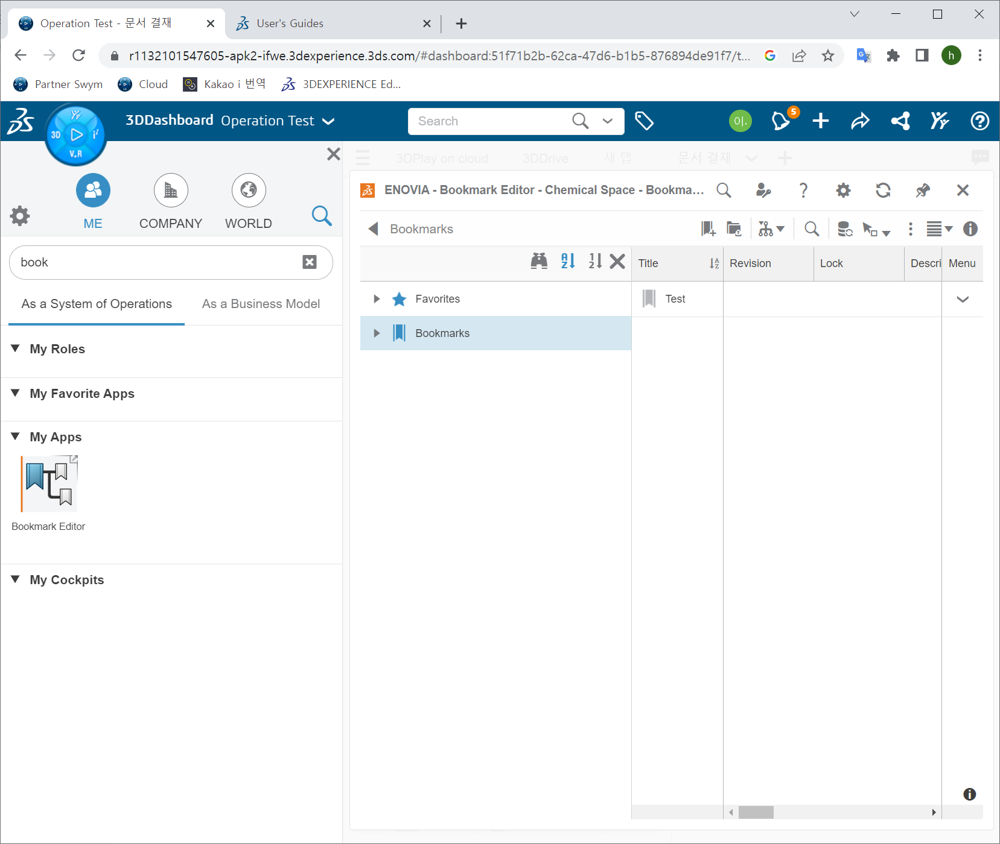 Operation Test - 문서 결재
User's Guides
r1132101547605-apk2-ifwe.3dexperience.3ds.com/#dashboard:51f71b2b-62ca-47d6-b1b5-876894de91f7/t...
h
Partner Swym
Cloud
Kakao i 번역
3DEXPERIENCE Ed...
3DDashboard Operation Test
Search
이.
5
3D
V.R
3DPlay on cloud
3DDrive
새 탭
문서 결재
ME
COMPANY
WORLD
book
As a System of Operations
As a Business Model
My Roles
My Favorite Apps
My Apps
Bookmark Editor
My Cockpits
ENOVIA - Bookmark Editor - Chemical Space - Bookma...
Bookmarks
Title
Revision
Lock
Descri
Menu
Favorites
Test
Bookmarks